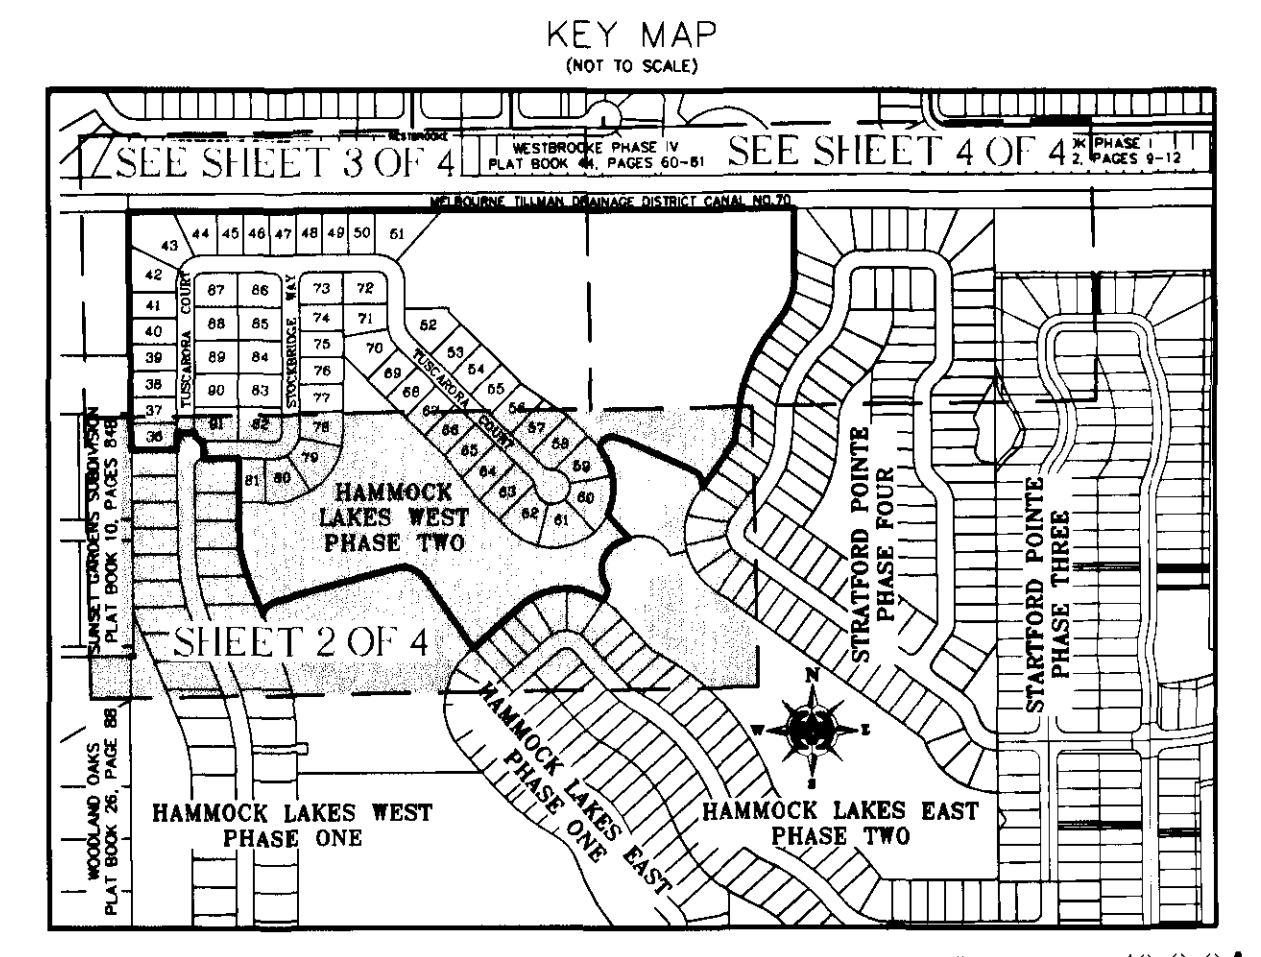 KEY MAP
(NOT TO SCALE)
WESTBROOKE
SEE SHEET 3 OF 4
WESTBROOKE PHASE IV
PLAT BOOK 44, PAGES 60-61
SEE SHEET 4 OF 4
PHASE I
2, PAGES 9-12
MELBOURNE TILLMAN DRAINAGE DISTRICT CANAL NO. 70
43 44 45 46 47 48 49 50 51
42
41
40
39
38
37
36
TUSCARORA COURT
87 86
88 85
89 84
90 83
91 82
STOCKBRIDGE WAY
73 72
74 71
75
76
77
78
79
80
81
70
69
68
67
66
65
64
63
62
61
60
59
58
57
56
55
54
53
52
TUSCARORA COURT
HAMMOCK
LAKES WEST
PHASE TWO
SUNSET GARDENS SUBDIVISION
PLAT BOOK 10, PAGES 84B
SHEET 2 OF 4
STRATFORD POINTE
PHASE FOUR
STARTFORD POINTE
PHASE THREE
N
W E
S
WOODLAND OAKS
PLAT BOOK 26, PAGE 88
HAMMOCK LAKES WEST
PHASE ONE
HAMMOCK LAKES EAST
PHASE ONE
HAMMOCK LAKES EAST
PHASE TWO